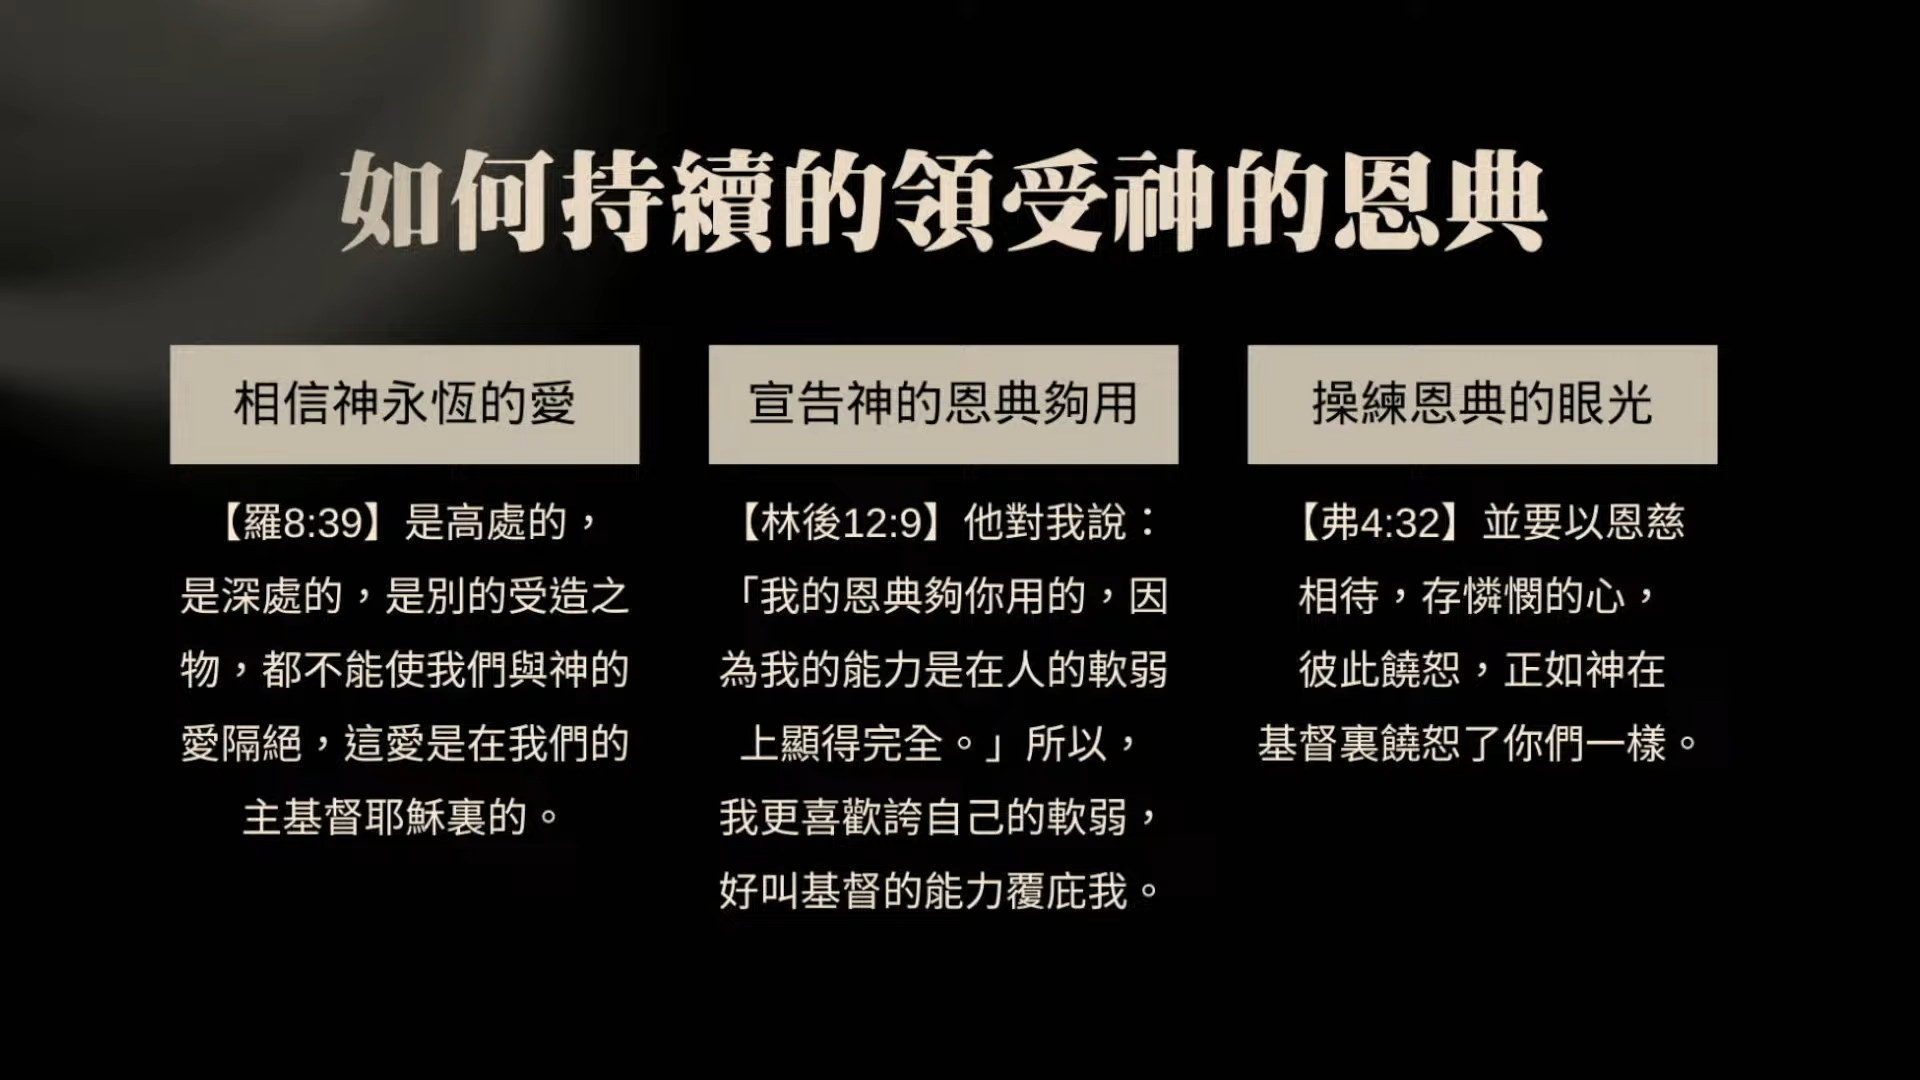 如何持續的領受神的恩典
相信神永恆的愛
【羅8:39】是高處的，
是深處的，是別的受造之
物，都不能使我們與神的
愛隔絕，這愛是在我們的
主基督耶穌裏的。
宣告神的恩典夠用
【林後12:9】他對我說：
「我的恩典夠你用的，因
為我的能力是在人的軟弱
上顯得完全。」所以，
我更喜歡誇自己的軟弱，
好叫基督的能力覆庇我。
操練恩典的眼光
【弗4:32】並要以恩慈
相待，存憐憫的心，
彼此饒恕，正如神在
基督裏饒恕了你們一樣。